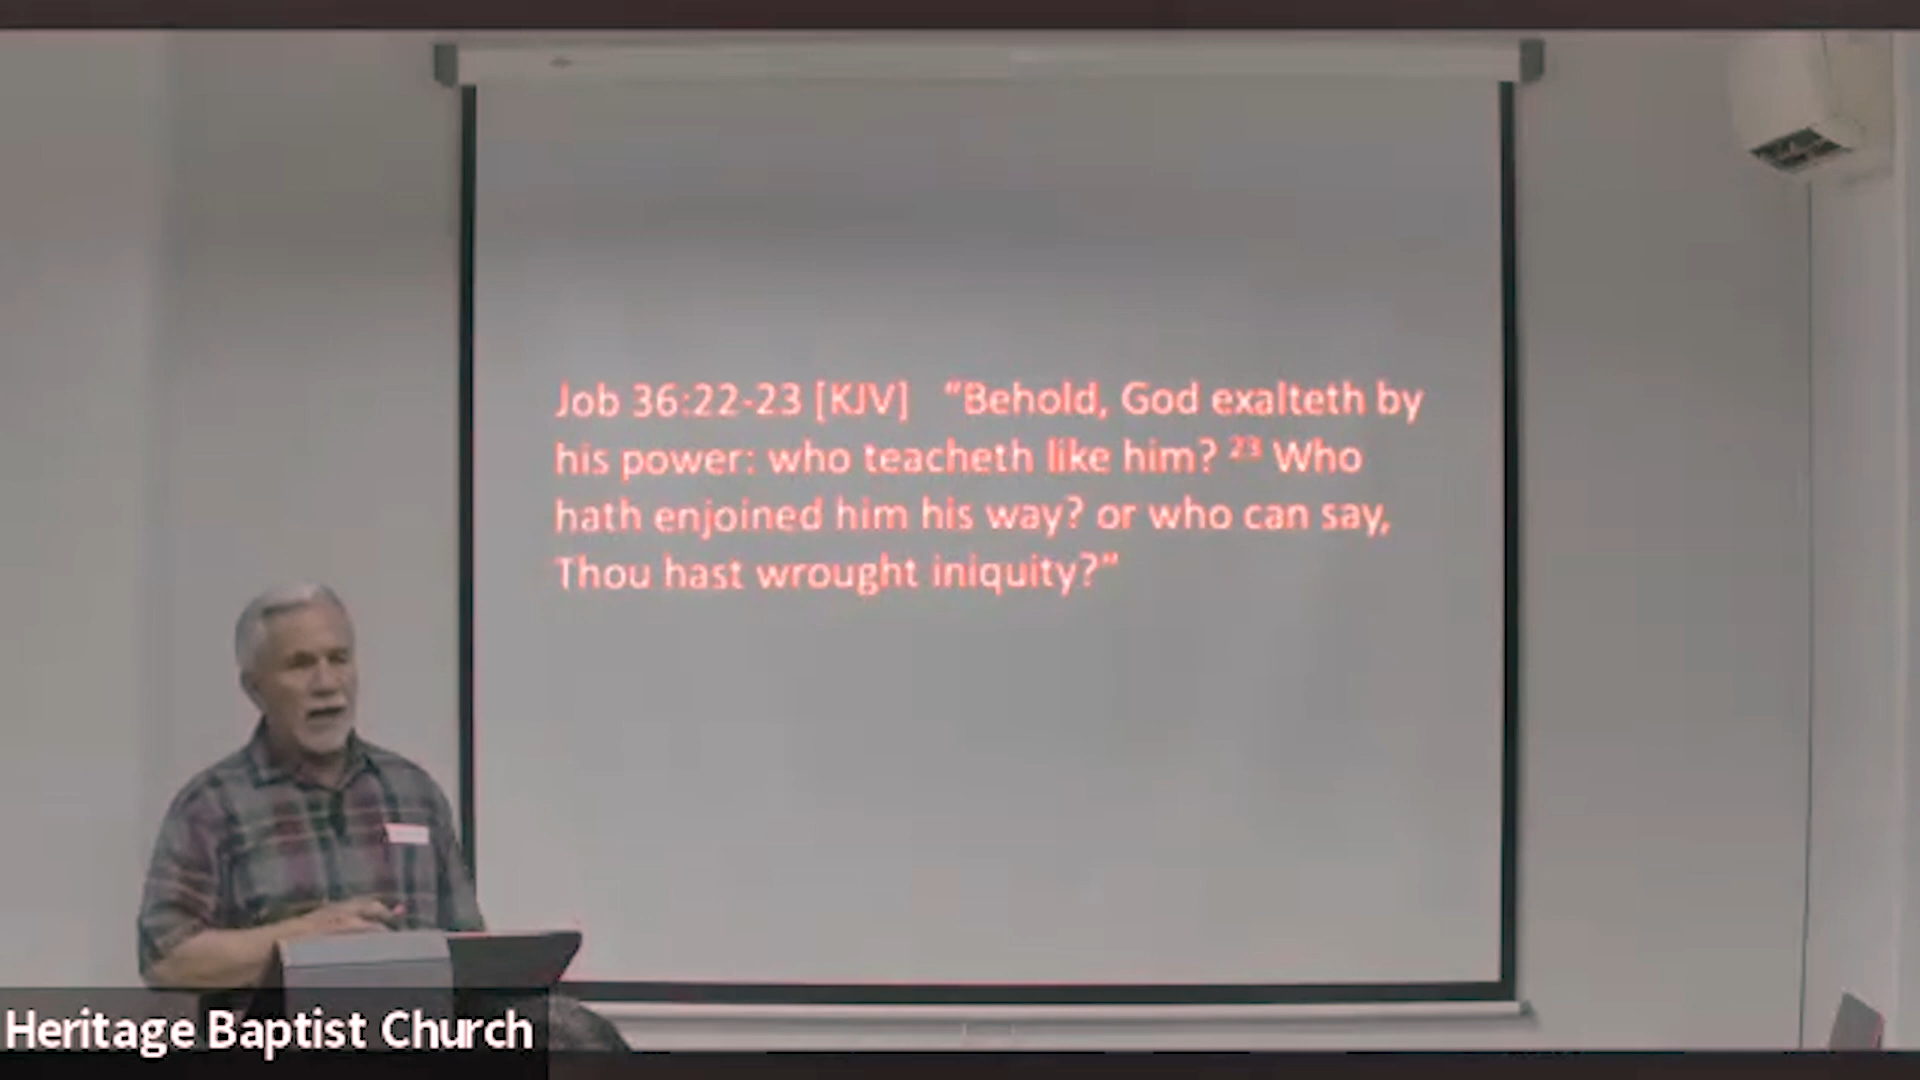 Job 36:22-23 [KJV] “Behold, God exalteth by
his power: who teacheth like him? 23 Who
hath enjoined him his way? or who can say,
Thou hast wrought iniquity?”
Heritage Baptist Church